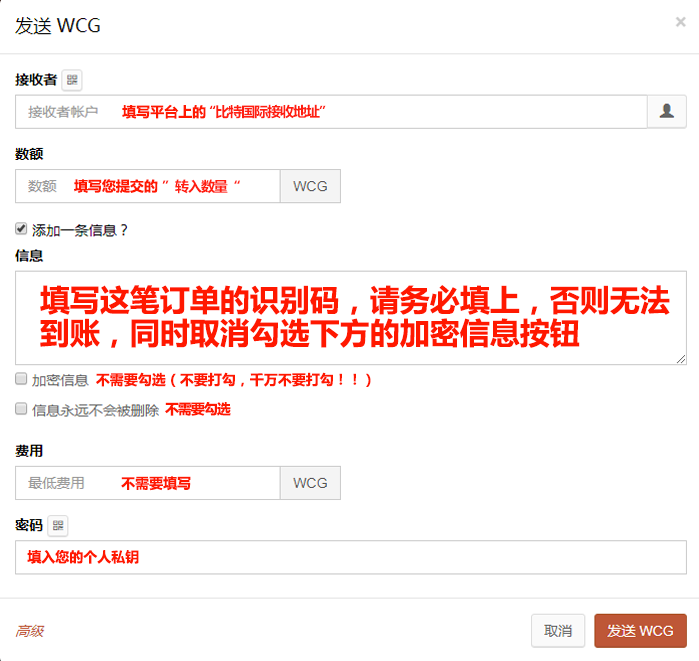 发送 WCG
×
接收者
接收者帐户 填写平台上的 “比特国际接收地址”
数额
数额 填写您提交的 ” 转入数量 “ WCG
添加一条信息？
信息
填写这笔订单的识别码，请务必填上，否则无法
到账，同时取消勾选下方的加密信息按钮
加密信息 不需要勾选（不要打勾，千万不要打勾！！）
信息永远不会被删除 不需要勾选
费用
最低费用 不需要填写 WCG
密码
填入您的个人私钥
高级 取消 发送 WCG